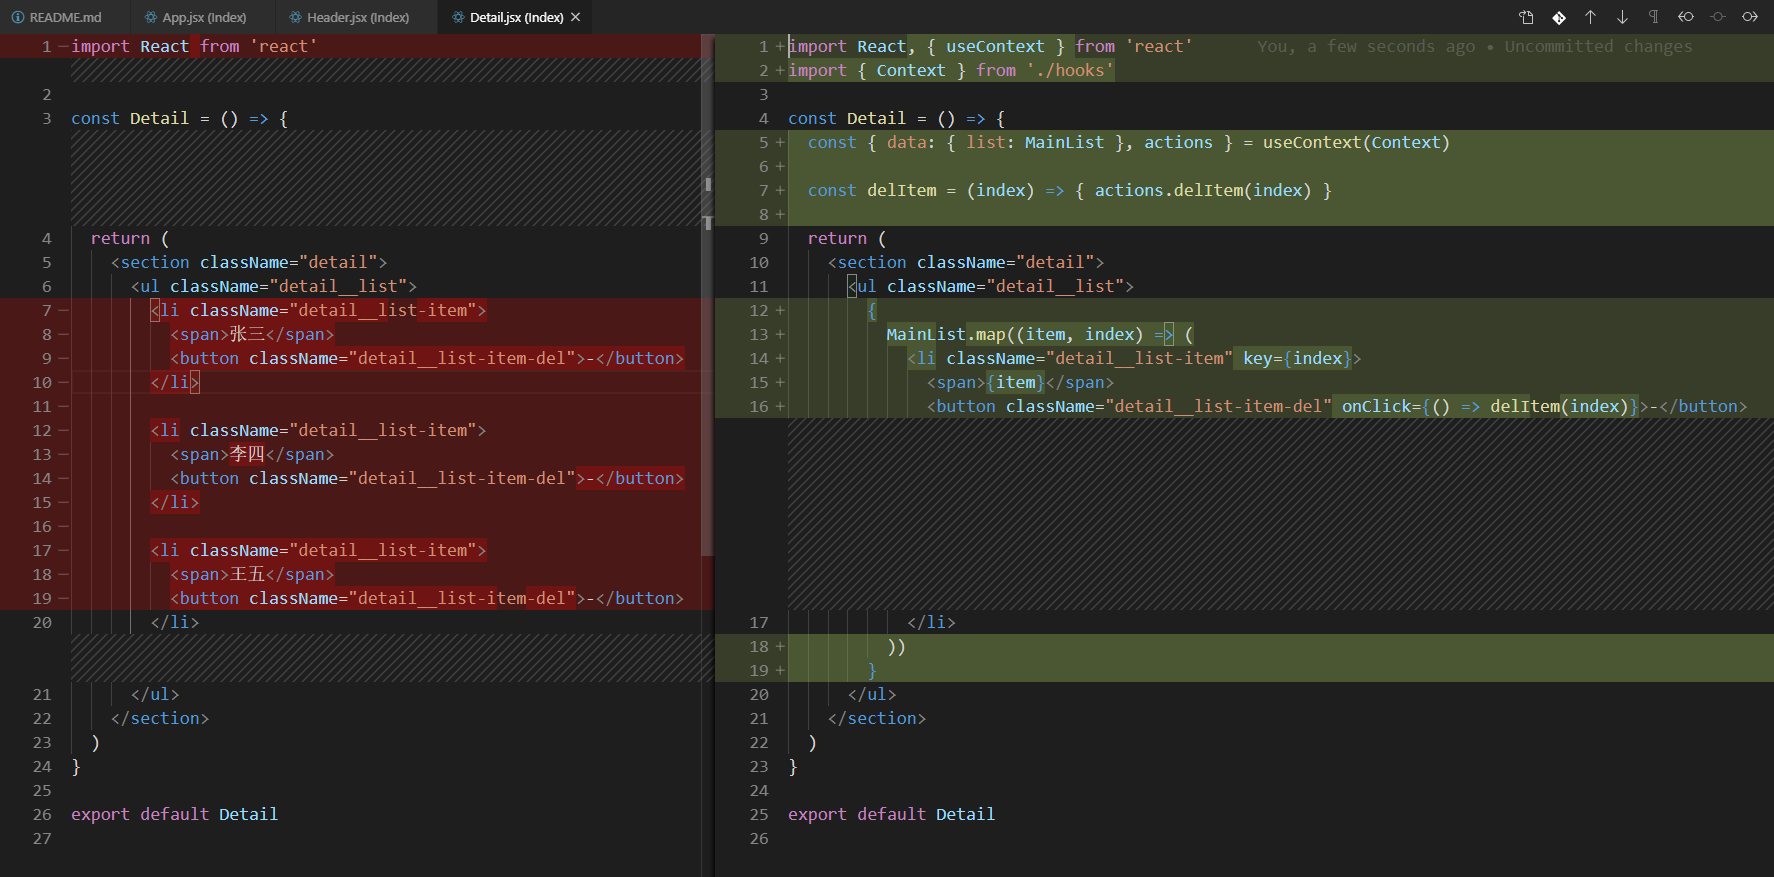 README.md App.jsx (Index) Header.jsx (Index) Detail.jsx (Index) ×
1 −import React from 'react'
2
3 const Detail = () => {
4 return (
5 <section className="detail">
6 <ul className="detail__list">
7 − <li className="detail__list-item">
8 − <span>张三</span>
9 − <button className="detail__list-item-del">-</button>
10 − </li>
11 −
12 − <li className="detail__list-item">
13 − <span>李四</span>
14 − <button className="detail__list-item-del">-</button>
15 − </li>
16 −
17 − <li className="detail__list-item">
18 − <span>王五</span>
19 − <button className="detail__list-item-del">-</button>
20 </li>
21 </ul>
22 </section>
23 )
24 }
25
26 export default Detail
27
1 +import React, { useContext } from 'react' You, a few seconds ago • Uncommitted changes
2 +import { Context } from './hooks'
3
4 const Detail = () => {
5 + const { data: { list: MainList }, actions } = useContext(Context)
6 +
7 + const delItem = (index) => { actions.delItem(index) }
8 +
9 return (
10 <section className="detail">
11 <ul className="detail__list">
12 + {
13 + MainList.map((item, index) => (
14 + <li className="detail__list-item" key={index}>
15 + <span>{item}</span>
16 + <button className="detail__list-item-del" onClick={() => delItem(index)}>-</button>
17 </li>
18 + ))
19 + }
20 </ul>
21 </section>
22 )
23 }
24
25 export default Detail
26